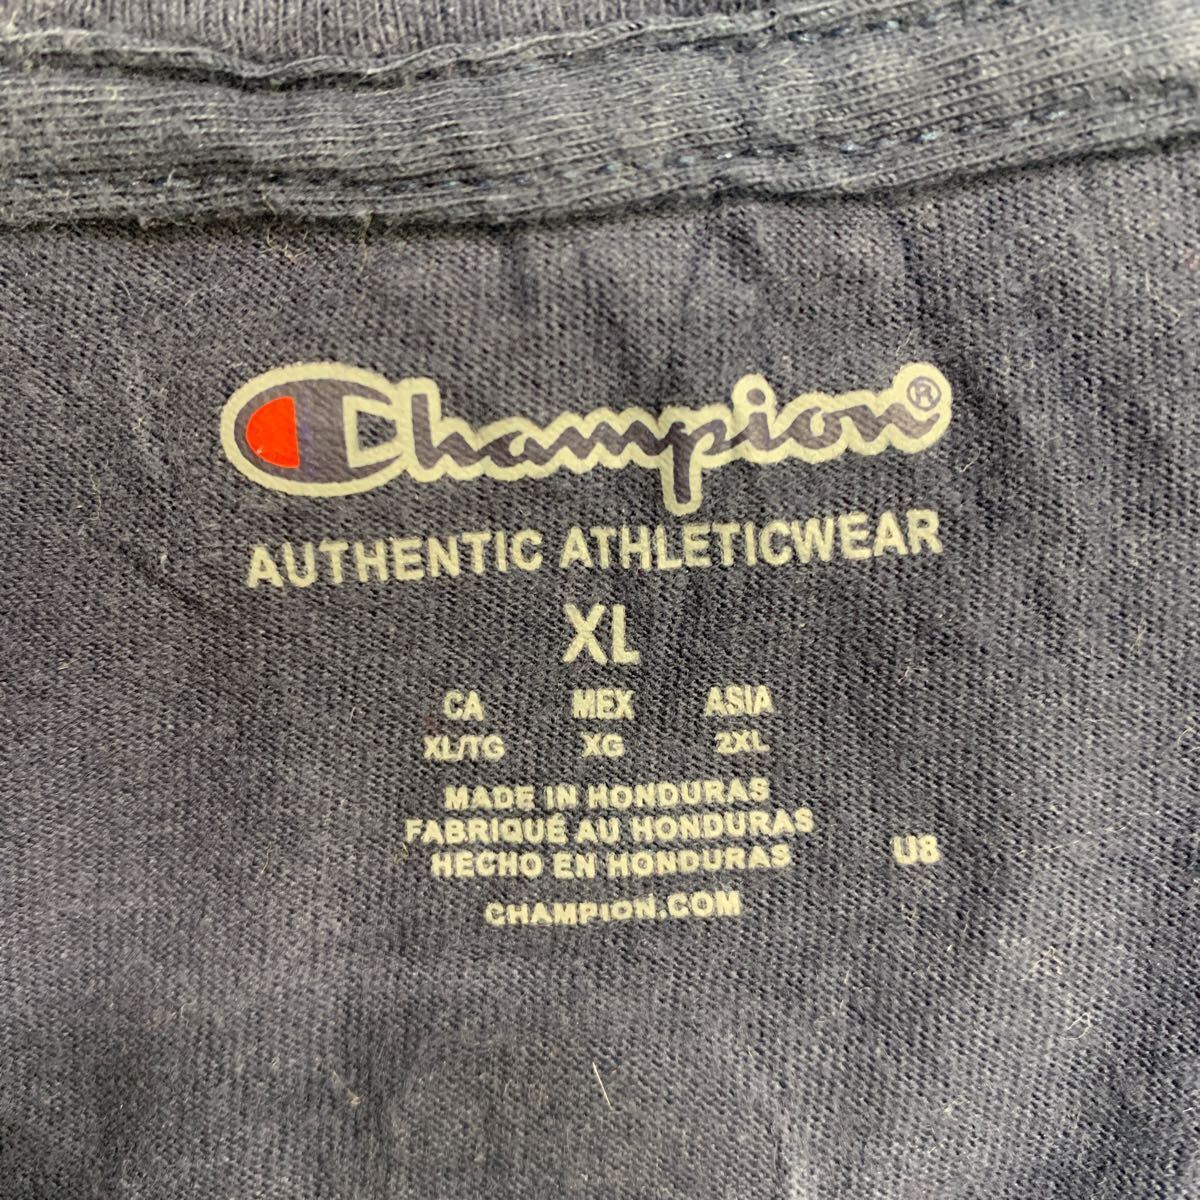 Champion®
AUTHENTIC ATHLETICWEAR
XL
CA MEX ASIA
XL/TG XG 2XL
MADE IN HONDURAS
FABRIQUÉ AU HONDURAS
HECHO EN HONDURAS U8
CHAMPION.COM